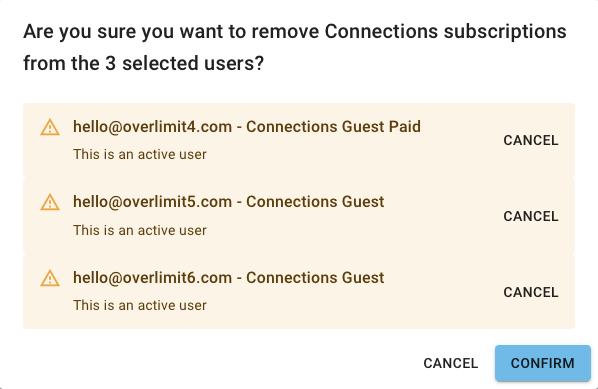 Are you sure you want to remove Connections subscriptions
from the 3 selected users?
hello@overlimit4.com - Connections Guest Paid
This is an active user
CANCEL
hello@overlimit5.com - Connections Guest
This is an active user
CANCEL
hello@overlimit6.com - Connections Guest
This is an active user
CANCEL
CANCEL
CONFIRM